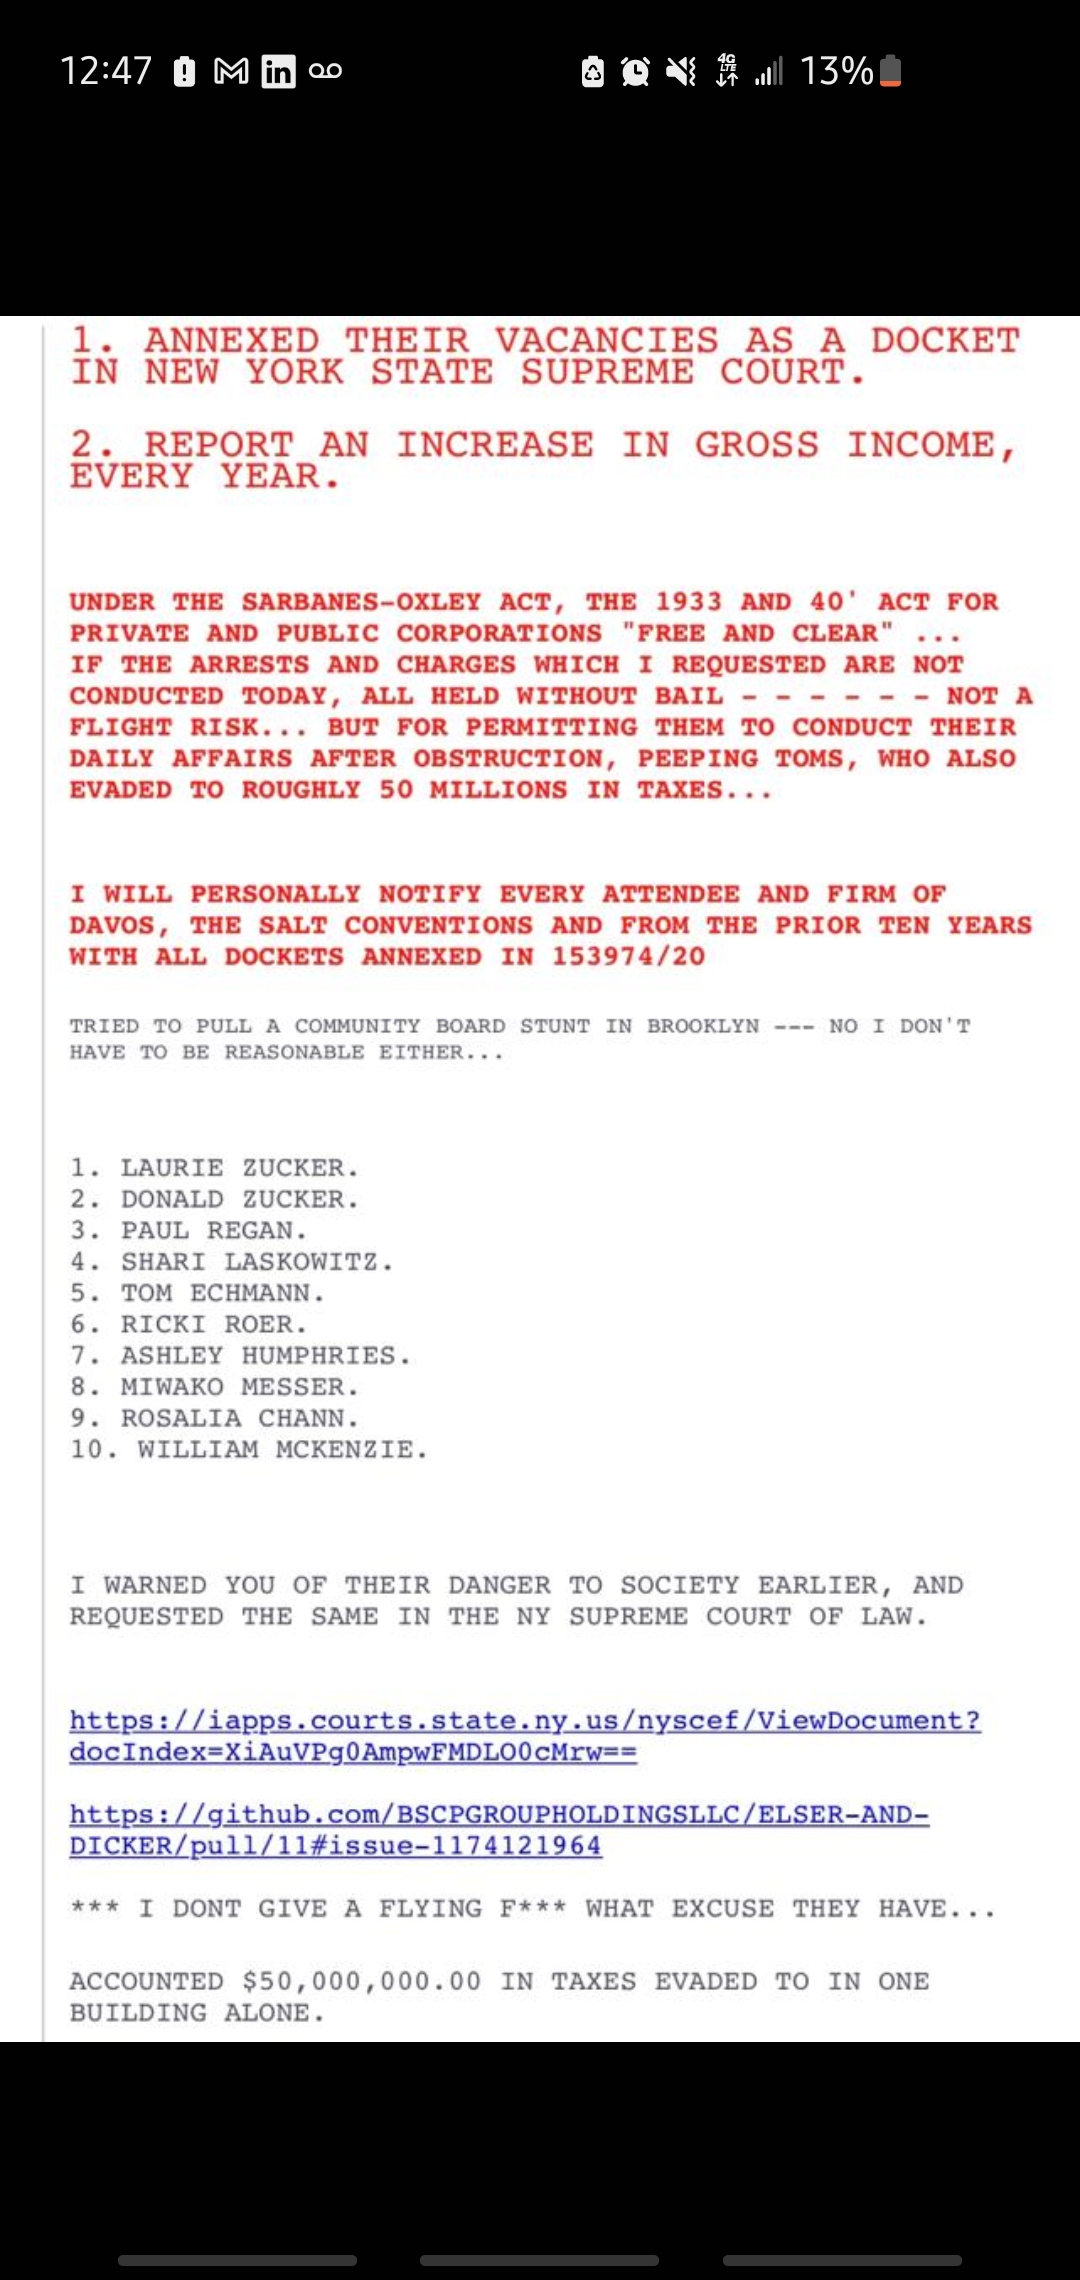 12:47
in
4G
LTE
13%
1. ANNEXED THEIR VACANCIES AS A DOCKET
IN NEW YORK STATE SUPREME COURT.
2. REPORT AN INCREASE IN GROSS INCOME,
EVERY YEAR.
UNDER THE SARBANES-OXLEY ACT, THE 1933 AND 40' ACT FOR
PRIVATE AND PUBLIC CORPORATIONS "FREE AND CLEAR" ...
IF THE ARRESTS AND CHARGES WHICH I REQUESTED ARE NOT
CONDUCTED TODAY, ALL HELD WITHOUT BAIL - - - - - - NOT A
FLIGHT RISK... BUT FOR PERMITTING THEM TO CONDUCT THEIR
DAILY AFFAIRS AFTER OBSTRUCTION, PEEPING TOMS, WHO ALSO
EVADED TO ROUGHLY 50 MILLIONS IN TAXES...
I WILL PERSONALLY NOTIFY EVERY ATTENDEE AND FIRM OF
DAVOS, THE SALT CONVENTIONS AND FROM THE PRIOR TEN YEARS
WITH ALL DOCKETS ANNEXED IN 153974/20
TRIED TO PULL A COMMUNITY BOARD STUNT IN BROOKLYN --- NO I DON'T
HAVE TO BE REASONABLE EITHER...
1. LAURIE ZUCKER.
2. DONALD ZUCKER.
3. PAUL REGAN.
4. SHARI LASKOWITZ.
5. TOM ECHMANN.
6. RICKI ROER.
7. ASHLEY HUMPHRIES.
8. MIWAKO MESSER.
9. ROSALIA CHANN.
10. WILLIAM MCKENZIE.
I WARNED YOU OF THEIR DANGER TO SOCIETY EARLIER, AND
REQUESTED THE SAME IN THE NY SUPREME COURT OF LAW.
https://iapps.courts.state.ny.us/nyscef/ViewDocument?
docIndex=XiAuVPg0AmpwFMDLO0cMrw==
https://github.com/BSCPGROUPHOLDINGSLLC/ELSER-AND-
DICKER/pull/11#issue-1174121964
*** I DONT GIVE A FLYING F*** WHAT EXCUSE THEY HAVE...
ACCOUNTED $50,000,000.00 IN TAXES EVADED TO IN ONE
BUILDING ALONE.